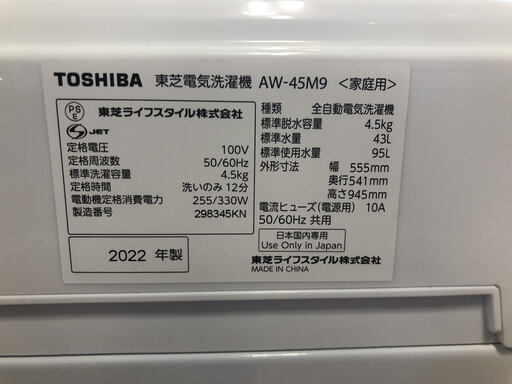 TOSHIBA 東芝電気洗濯機 AW-45M9 <家庭用>
PS E 東芝ライフスタイル株式会社
S JET
定格電圧 100V
定格周波数 50/60Hz
標準洗濯容量 4.5kg
定格時間 洗いのみ 12分
電動機定格消費電力 255/330W
製造番号 298345KN
2022 年製
種類 全自動電気洗濯機
標準脱水容量 4.5kg
標準水量 43L
標準使用水量 95L
外形寸法 幅 555mm
奥行541mm
高さ945mm
電流ヒューズ(電源用) 10A
50/60Hz 共用
日本国内専用
Use Only in Japan
東芝ライフスタイル株式会社
MADE IN CHINA